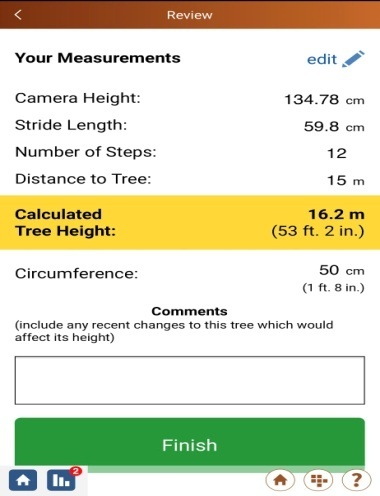 Review
Your Measurements edit
Camera Height: 134.78 cm
Stride Length: 59.8 cm
Number of Steps: 12
Distance to Tree: 15 m
Calculated 16.2 m
Tree Height: (53 ft. 2 in.)
Circumference: 50 cm
(1 ft. 8 in.)
Comments
(include any recent changes to this tree which would
affect its height)
Finish
2
?